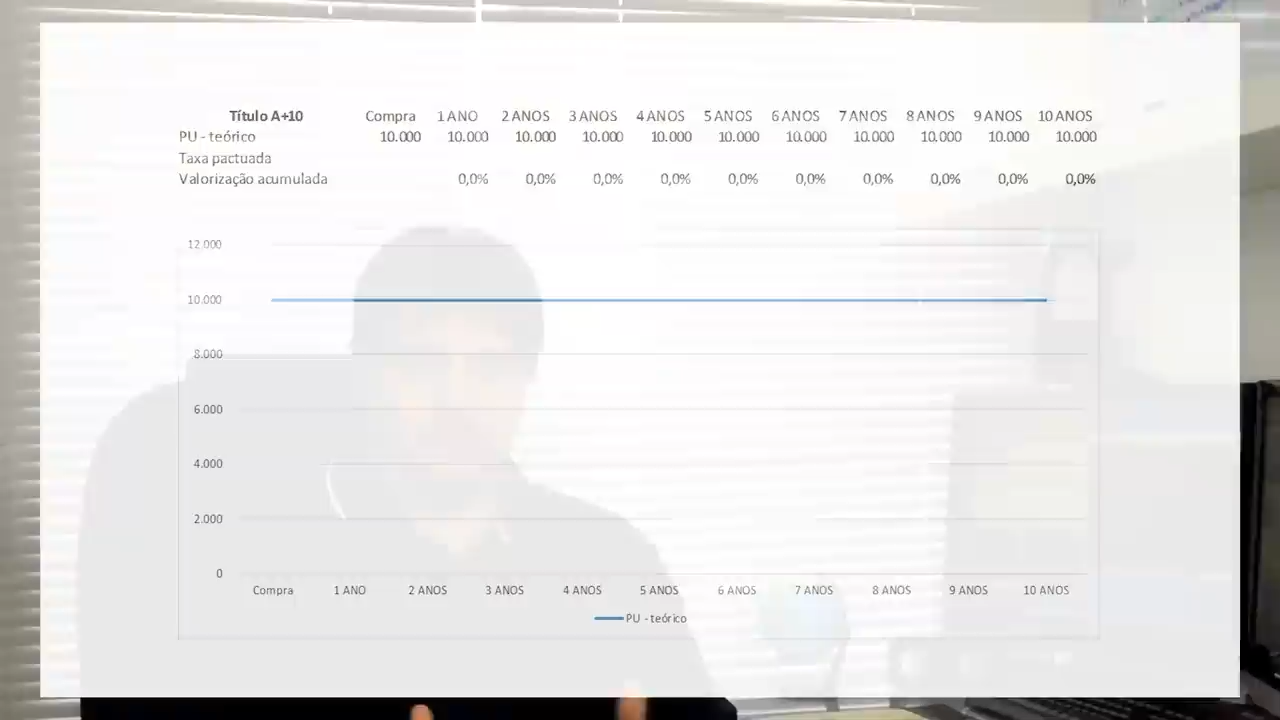 Título A+10 Compra 1 ANO 2 ANOS 3 ANOS 4 ANOS 5 ANOS 6 ANOS 7 ANOS 8 ANOS 9 ANOS 10 ANOS
PU - teórico 10.000 10.000 10.000 10.000 10.000 10.000 10.000 10.000 10.000 10.000 10.000
Taxa pactuada
Valorização acumulada 0,0% 0,0% 0,0% 0,0% 0,0% 0,0% 0,0% 0,0% 0,0% 0,0%
12.000
10.000
8.000
6.000
4.000
2.000
0
Compra 1 ANO 2 ANOS 3 ANOS 4 ANOS 5 ANOS 6 ANOS 7 ANOS 8 ANOS 9 ANOS 10 ANOS
PU - teórico